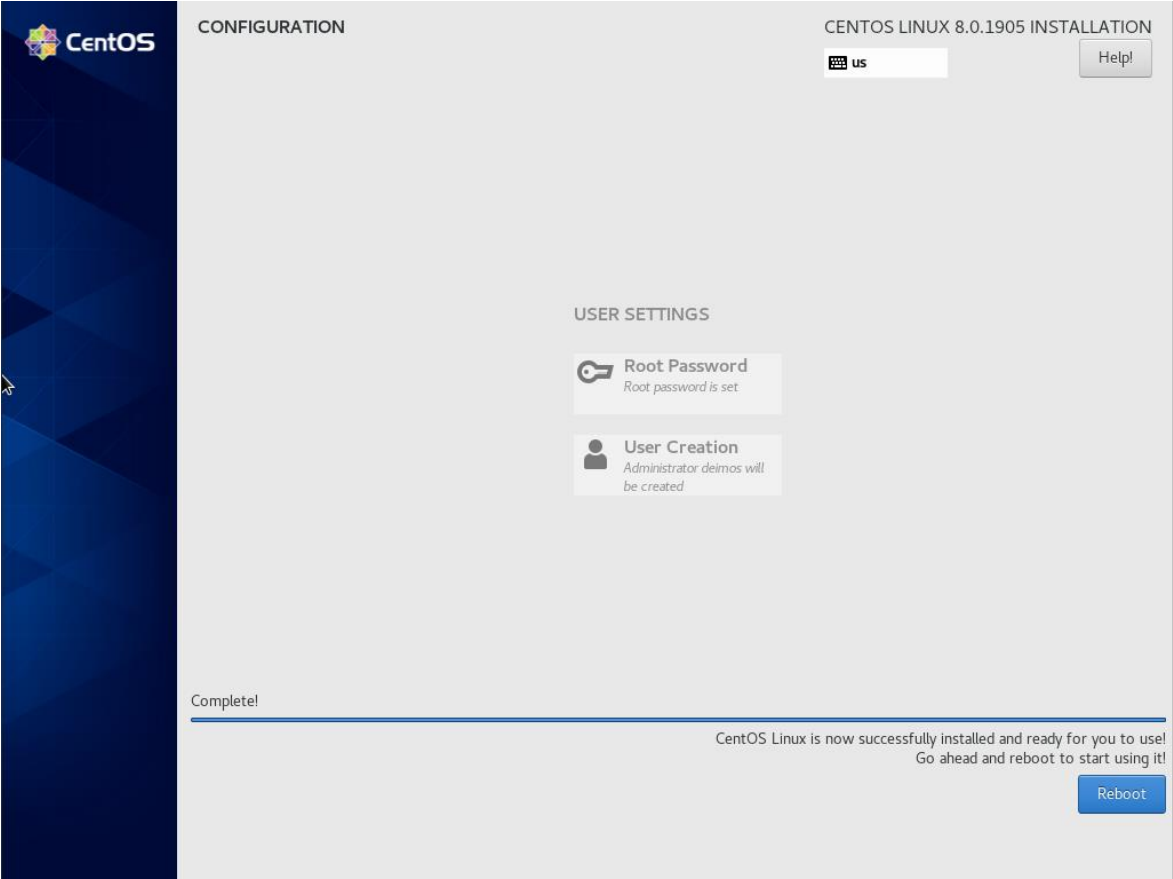 CentOS
CONFIGURATION
CENTOS LINUX 8.0.1905 INSTALLATION
us
Help!
USER SETTINGS
Root Password
Root password is set
User Creation
Administrator deimos will
be created
Complete!
CentOS Linux is now successfully installed and ready for you to use!
Go ahead and reboot to start using it!
Reboot